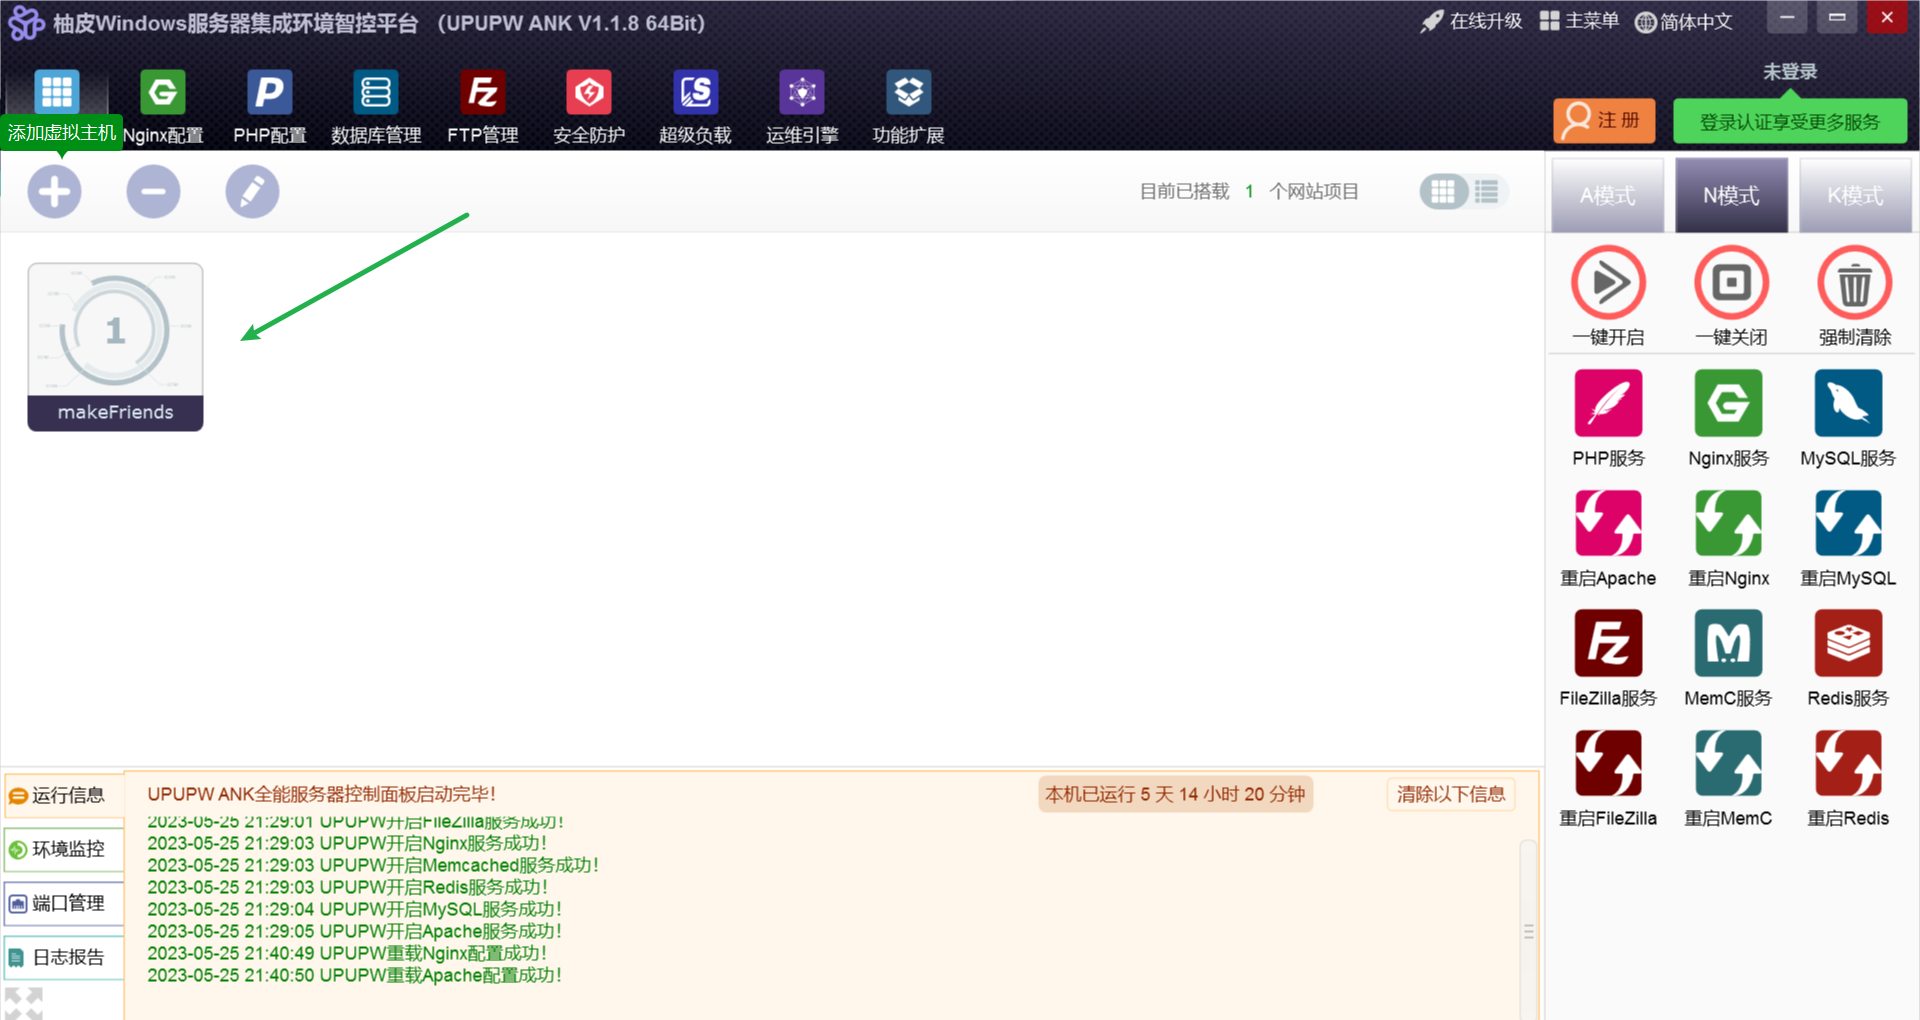 柚皮Windows服务器集成环境智控平台 （UPUPW ANK V1.1.8 64Bit)
在线升级 主菜单 简体中文
未登录
添加虚拟主机
Nginx配置 PHP配置 数据库管理 FTP管理 安全防护 超级负载 运维引擎 功能扩展
注 册
登录认证享受更多服务
目前已搭载 1 个网站项目
A模式 N模式 K模式
1
makeFriends
一键开启 一键关闭 强制清除
PHP服务 Nginx服务 MySQL服务
重启Apache 重启Nginx 重启MySQL
FileZilla服务 MemC服务 Redis服务
重启FileZilla 重启MemC 重启Redis
运行信息
环境监控
端口管理
日志报告
UPUPW ANK全能服务器控制面板启动完毕！
本机已运行 5 天 14 小时 20 分钟
清除以下信息
2023-05-25 21:29:01 UPUPW开启FileZilla服务成功！
2023-05-25 21:29:03 UPUPW开启Nginx服务成功！
2023-05-25 21:29:03 UPUPW开启Memcached服务成功！
2023-05-25 21:29:03 UPUPW开启Redis服务成功！
2023-05-25 21:29:04 UPUPW开启MySQL服务成功！
2023-05-25 21:29:05 UPUPW开启Apache服务成功！
2023-05-25 21:40:49 UPUPW重载Nginx配置成功！
2023-05-25 21:40:50 UPUPW重载Apache配置成功！